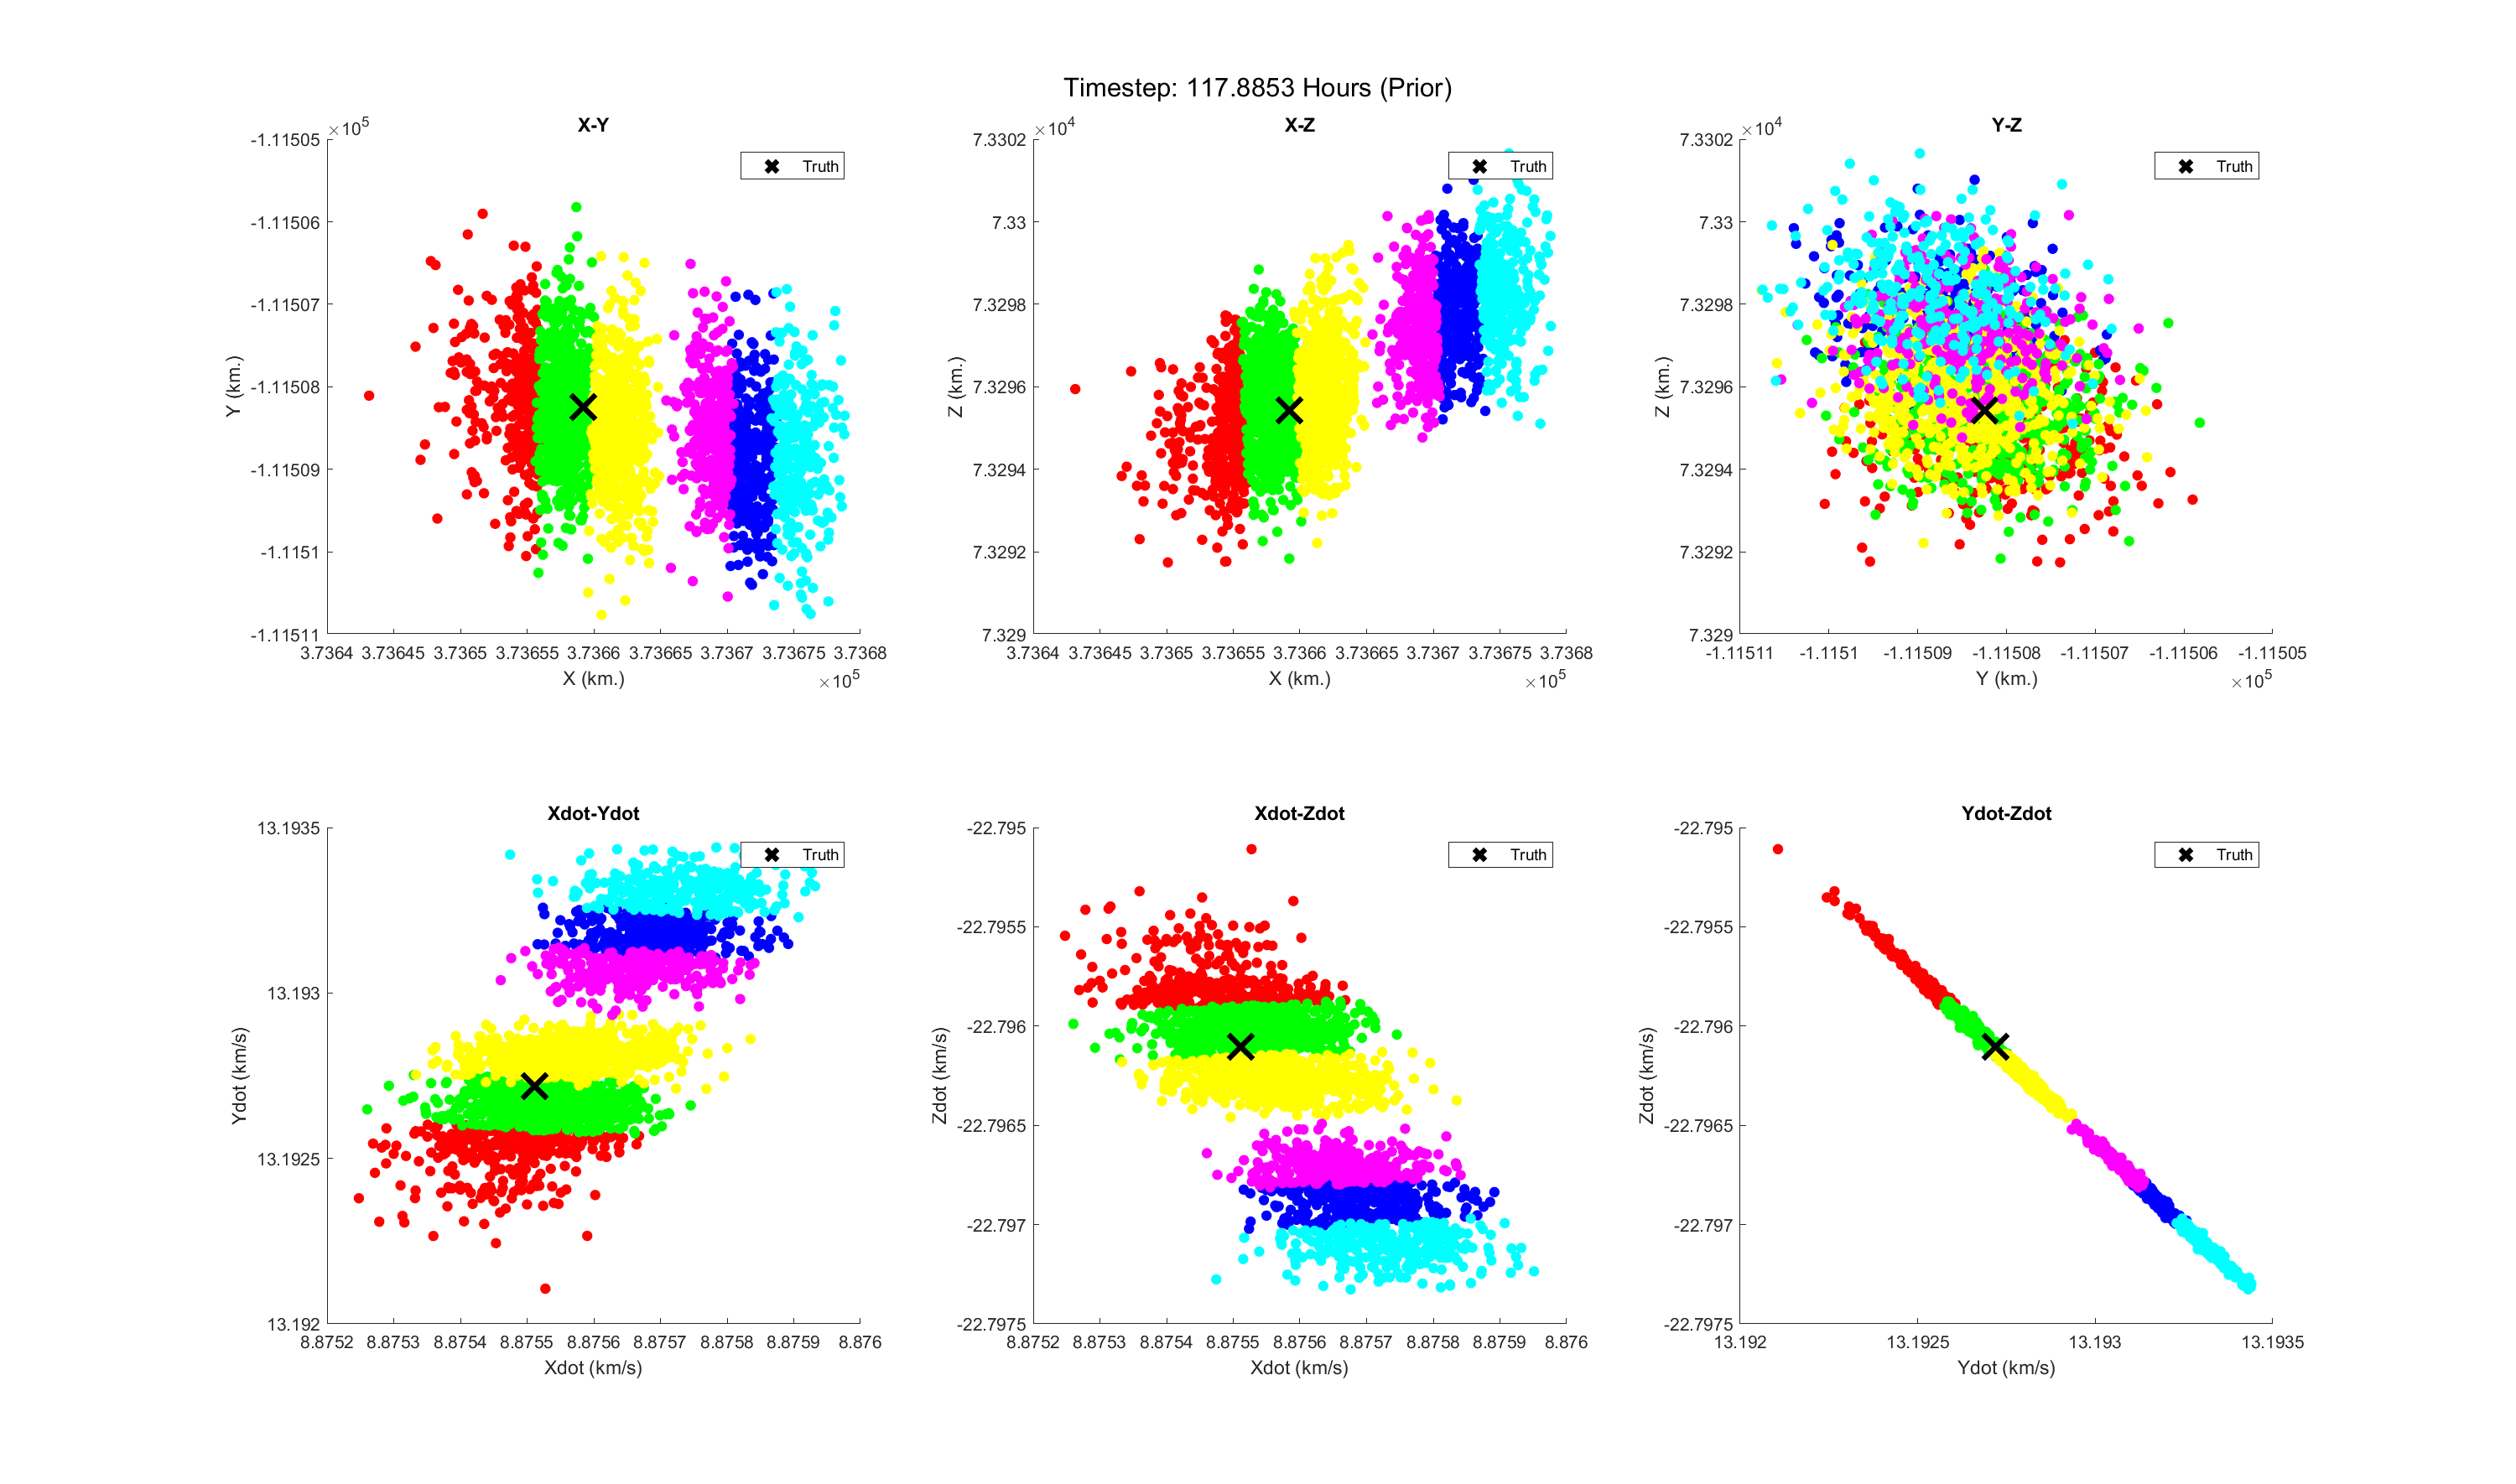 Timestep: 117.8853 Hours (Prior)
X-Y
×10^5
-1.11505
-1.11506
-1.11507
-1.11508
-1.11509
-1.1151
-1.11511
Y (km.)
Truth
3.7364 3.73645 3.7365 3.73655 3.7366 3.73665 3.7367 3.73675 3.7368
X (km.)
×10^5
X-Z
×10^4
7.3302
7.33
7.3298
7.3296
7.3294
7.3292
7.329
Z (km.)
Truth
3.7364 3.73645 3.7365 3.73655 3.7366 3.73665 3.7367 3.73675 3.7368
X (km.)
×10^5
Y-Z
×10^4
7.3302
7.33
7.3298
7.3296
7.3294
7.3292
7.329
Z (km.)
Truth
-1.11511 -1.1151 -1.11509 -1.11508 -1.11507 -1.11506 -1.11505
Y (km.)
×10^5
Xdot-Ydot
13.1935
13.193
13.1925
13.192
Ydot (km/s)
Truth
8.8752 8.8753 8.8754 8.8755 8.8756 8.8757 8.8758 8.8759 8.876
Xdot (km/s)
Xdot-Zdot
-22.795
-22.7955
-22.796
-22.7965
-22.797
-22.7975
Zdot (km/s)
Truth
8.8752 8.8753 8.8754 8.8755 8.8756 8.8757 8.8758 8.8759 8.876
Xdot (km/s)
Ydot-Zdot
-22.795
-22.7955
-22.796
-22.7965
-22.797
-22.7975
Zdot (km/s)
Truth
13.192 13.1925 13.193 13.1935
Ydot (km/s)